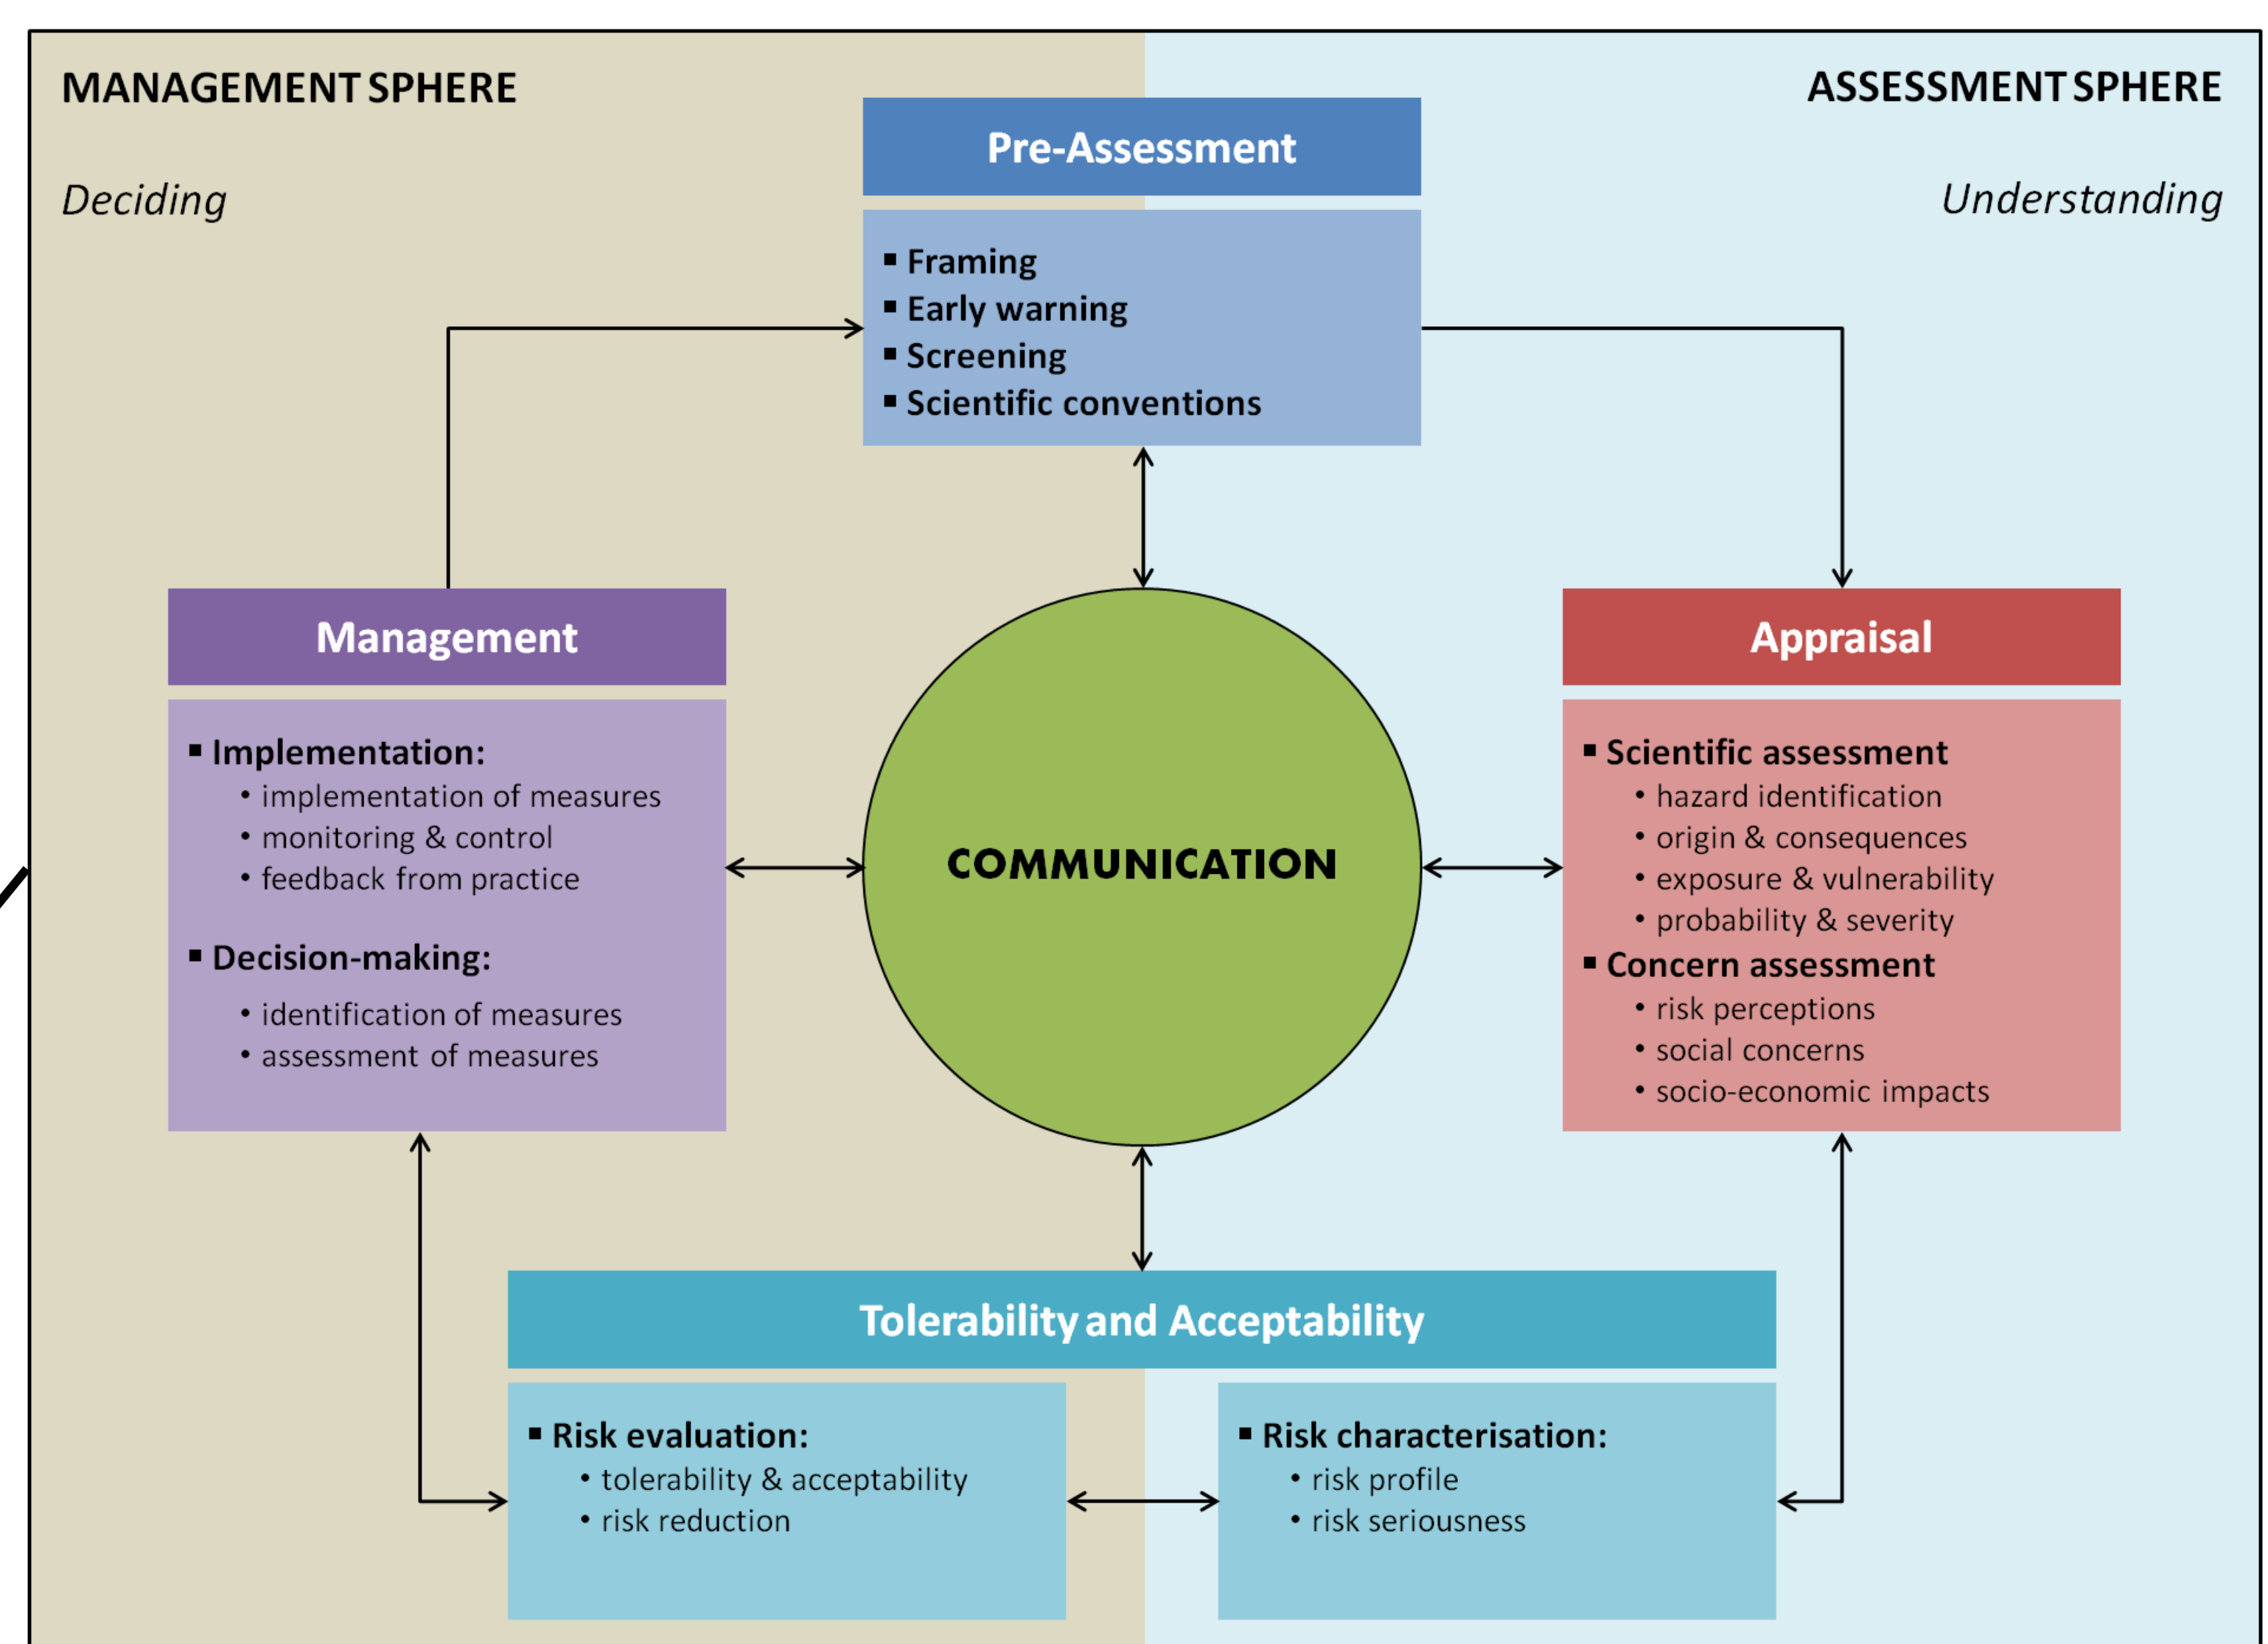 MANAGEMENT SPHERE
ASSESSMENT SPHERE
Deciding
Understanding
Pre-Assessment
▪ Framing
▪ Early warning
▪ Screening
▪ Scientific conventions
Management
▪ Implementation:
• implementation of measures
• monitoring & control
• feedback from practice
▪ Decision-making:
• identification of measures
• assessment of measures
COMMUNICATION
Appraisal
▪ Scientific assessment
• hazard identification
• origin & consequences
• exposure & vulnerability
• probability & severity
▪ Concern assessment
• risk perceptions
• social concerns
• socio-economic impacts
Tolerability and Acceptability
▪ Risk evaluation:
• tolerability & acceptability
• risk reduction
▪ Risk characterisation:
• risk profile
• risk seriousness